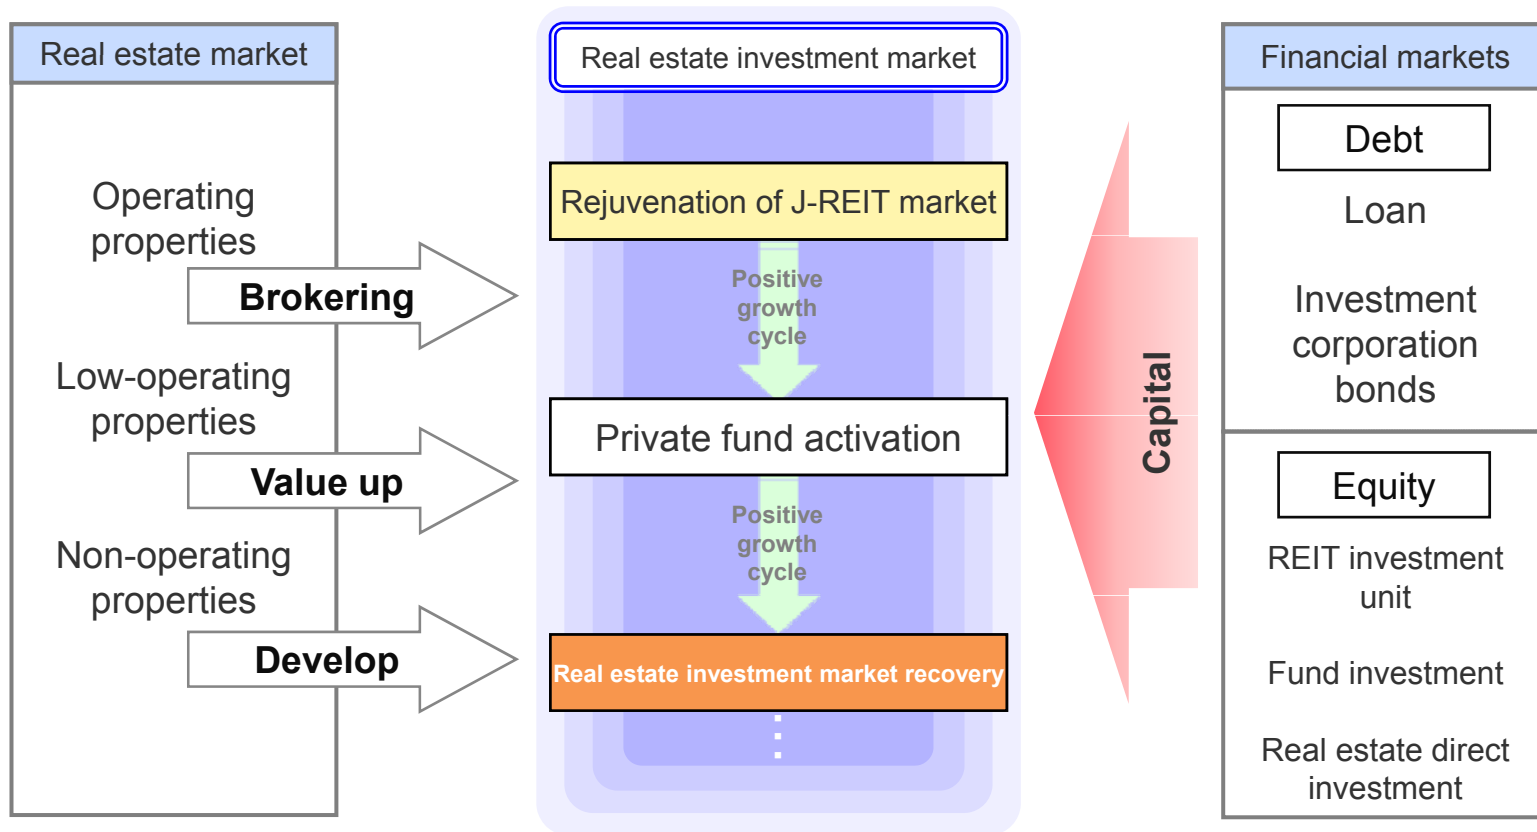 Real estate market
Operating
properties
Brokering
Low-operating
properties
Value up
Non-operating
properties
Develop
Real estate investment market
Rejuvenation of J-REIT market
Positive
growth
cycle
Private fund activation
Positive
growth
cycle
Real estate investment market recovery
Capital
Financial markets
Debt
Loan
Investment
corporation
bonds
Equity
REIT investment
unit
Fund investment
Real estate direct
investment